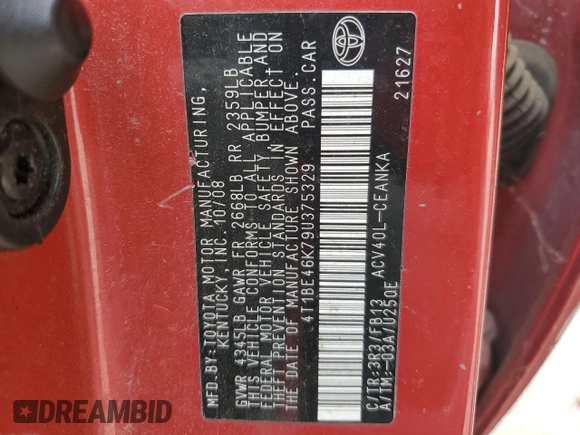 MFD.BY:TOYOTA MOTOR MANUFACTURING,
KENTUCKY, INC. 10/08
GVWR 4345LB GAWR FR 2668LB RR 2359LB
THIS VEHICLE CONFORMS TO ALL APPLICABLE
FEDERAL MOTOR VEHICLE SAFETY, BUMPER, AND
THEFT PREVENTION STANDARDS IN EFFECT ON
THE DATE OF MANUFACTURE SHOWN ABOVE.
4T1BE46K79U375329 PASS.CAR
C/TR:3R3/FB13 ACV40L-CEANKA
A/TM:-03A/U250E 21627
DREAMBID